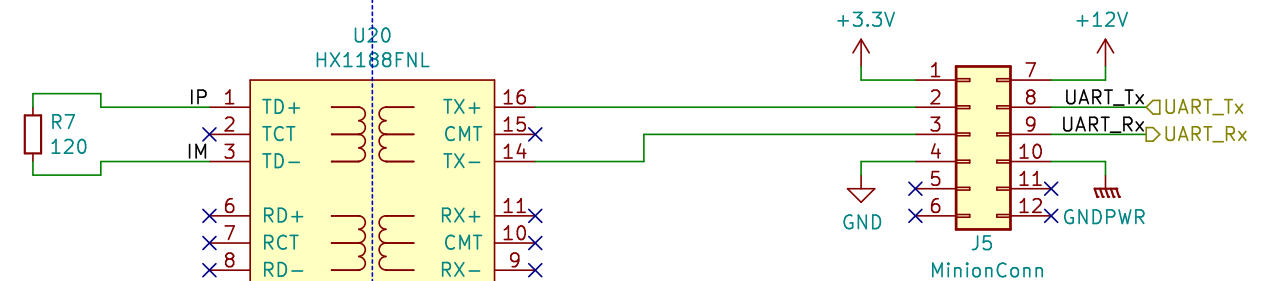 +3.3V
+12V
U20
HX1188FNL
R7
120
IP 1 TD+ TX+ 16
2 TCT CMT 15
IM 3 TD- TX- 14
6 RD+ RX+ 11
7 RCT CMT 10
8 RD- RX- 9
1 7
2 8 UART_Tx UART_Tx
3 9 UART_Rx UART_Rx
4 10
5 11
6 12
GND
GNDPWR
J5
MinionConn